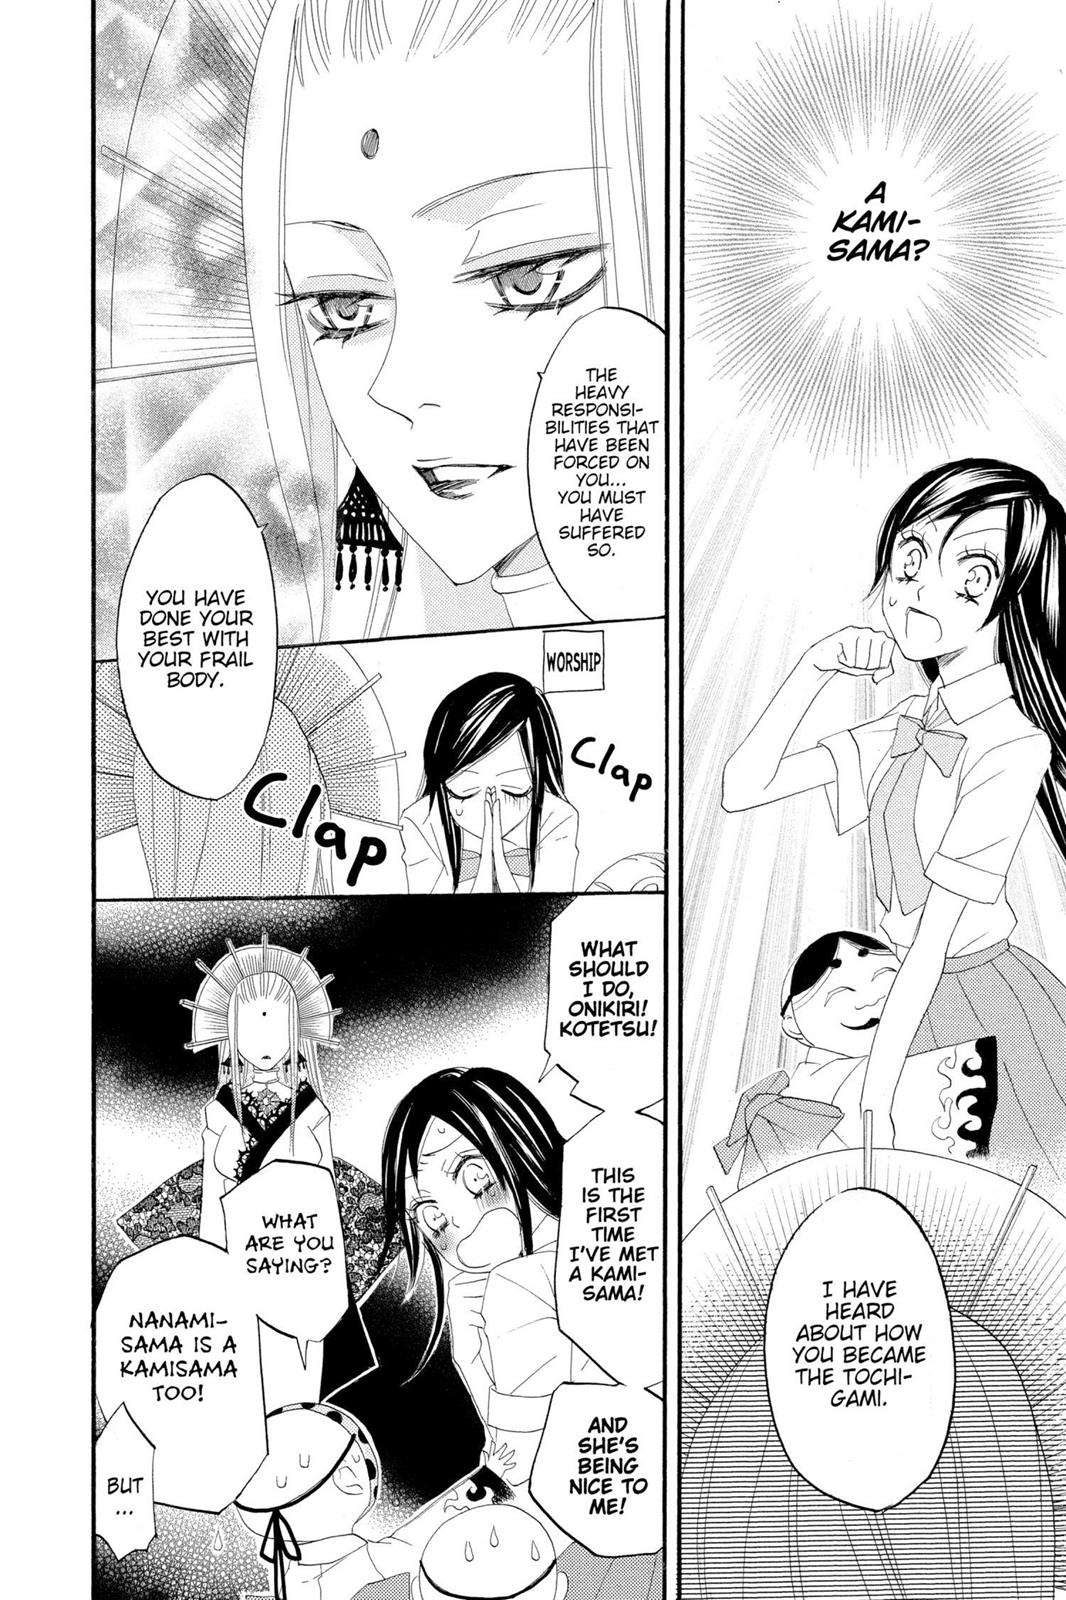 A
KAMI-
SAMA?
I HAVE
HEARD
ABOUT HOW
YOU BECAME
THE TOCHI-
GAMI.
THE
HEAVY
RESPONSI-
BILITIES THAT
HAVE BEEN
FORCED ON
YOU...
YOU MUST
HAVE
SUFFERED
SO.
YOU HAVE
DONE YOUR
BEST WITH
YOUR FRAIL
BODY.
WORSHIP
Clap
Clap
WHAT
SHOULD
I DO,
ONIKIRI!
KOTETSU!
THIS
IS THE
FIRST
TIME
I'VE MET
A KAMI-
SAMA!
AND
SHE'S
BEING
NICE TO
ME!
WHAT
ARE YOU
SAYING?
NANAMI-
SAMA IS A
KAMISAMA
TOO!
BUT
...